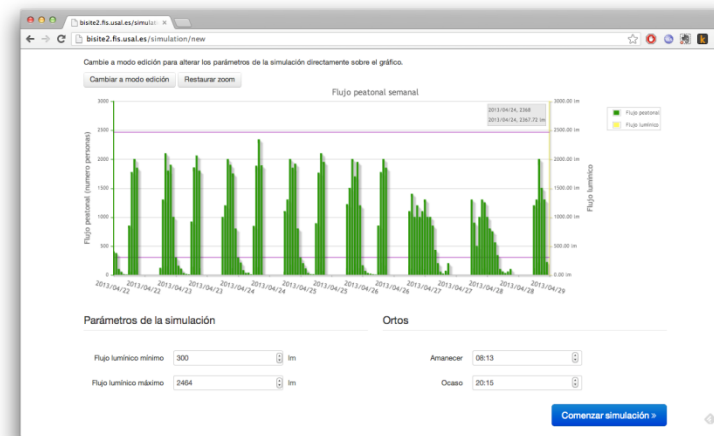 bisite2.fis.usal.es/simulat
bisite2.fis.usal.es/simulation/new
Cambie a modo edición para alterar los parámetros de la simulación directamente sobre el gráfico.
Cambiar a modo edición Restaurar zoom
Flujo peatonal semanal
3000
2500
2000
1500
1000
500
0
Flujo peatonal (numero personas)
2013/04/24, 2368
2013/04/24, 2367.72 lm
3000.00 lm
2500.00 lm
2000.00 lm
1500.00 lm
1000.00 lm
500.00 lm
0.00 lm
Flujo lumínico
Flujo peatonal
Flujo lumínico
2013/04/22 2013/04/22 2013/04/23 2013/04/23 2013/04/24 2013/04/24 2013/04/25 2013/04/25 2013/04/26 2013/04/26 2013/04/27 2013/04/27 2013/04/28 2013/04/28 2013/04/29
Parámetros de la simulación
Ortos
Flujo lumínico mínimo 300 lm
Amanecer 08:13
Flujo lumínico máximo 2464 lm
Ocaso 20:15
Comenzar simulación »